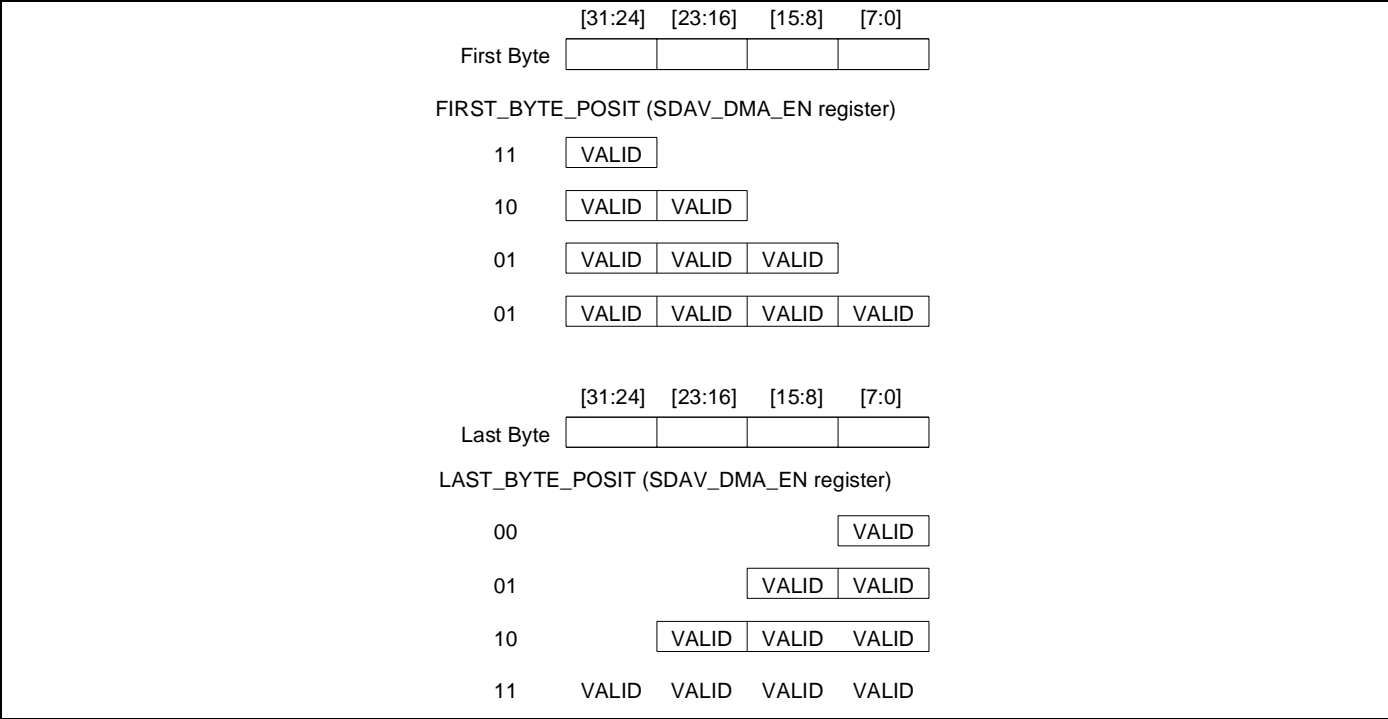 [31:24] [23:16] [15:8] [7:0]
First Byte
FIRST_BYTE_POSIT (SDAV_DMA_EN register)
11 VALID
10 VALID VALID
01 VALID VALID VALID
01 VALID VALID VALID VALID
[31:24] [23:16] [15:8] [7:0]
Last Byte
LAST_BYTE_POSIT (SDAV_DMA_EN register)
00 VALID
01 VALID VALID
10 VALID VALID VALID
11 VALID VALID VALID VALID